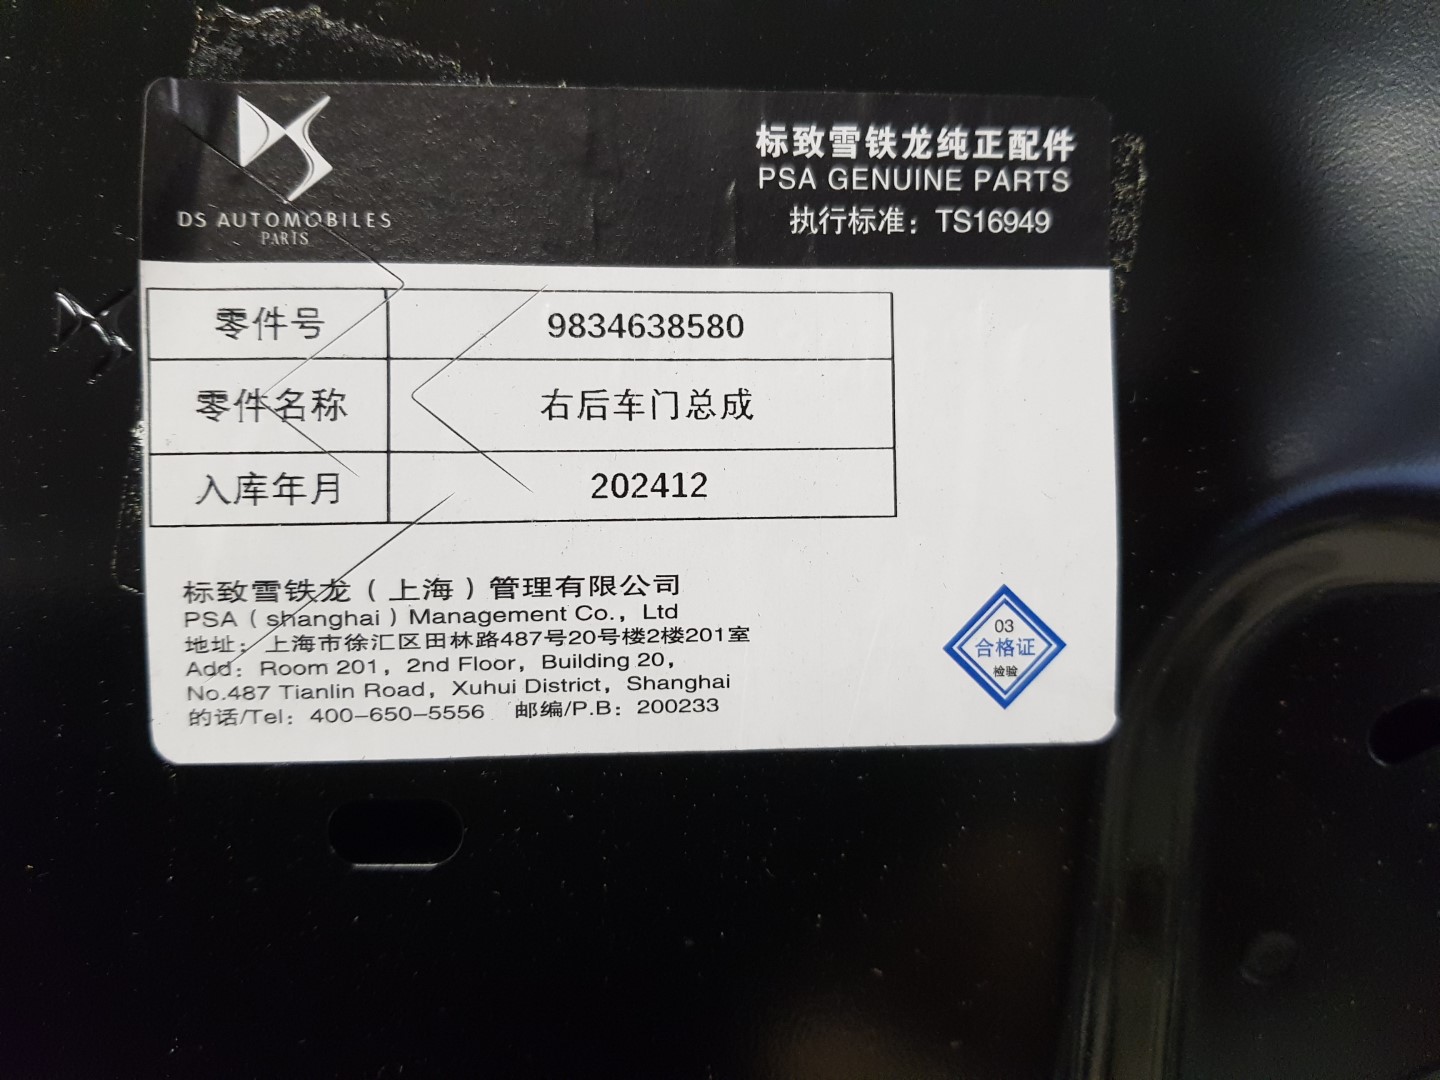 DS AUTOMOBILES
PARTS
标致雪铁龙纯正配件
PSA GENUINE PARTS
执行标准：TS16949
零件号 9834638580
零件名称 右后车门总成
入库年月 202412
标致雪铁龙（上海）管理有限公司
PSA（shanghai）Management Co.，Ltd
地址：上海市徐汇区田林路487号20号楼2楼201室
Add：Room 201，2nd Floor，Building 20，
No.487 Tianlin Road，Xuhui District，Shanghai
的话/Tel：400-650-5556 邮编/P.B：200233
03
合格证
检验